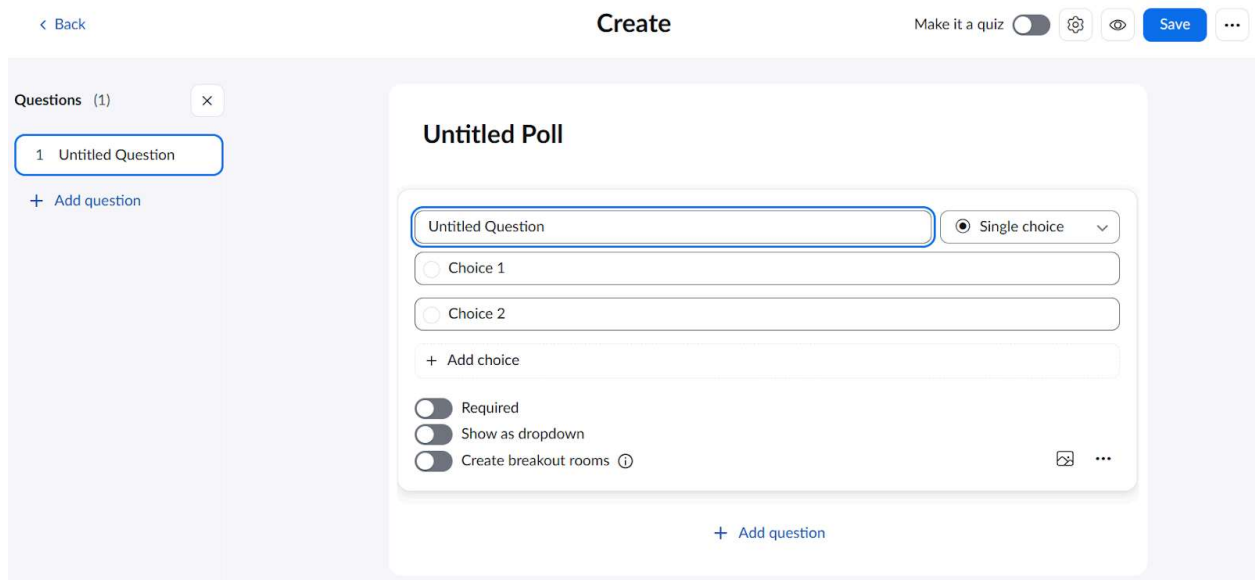 Back
Create
Make it a quiz
Save
Questions (1)
1 Untitled Question
+ Add question
Untitled Poll
Untitled Question
Single choice
Choice 1
Choice 2
+ Add choice
Required
Show as dropdown
Create breakout rooms
+ Add question